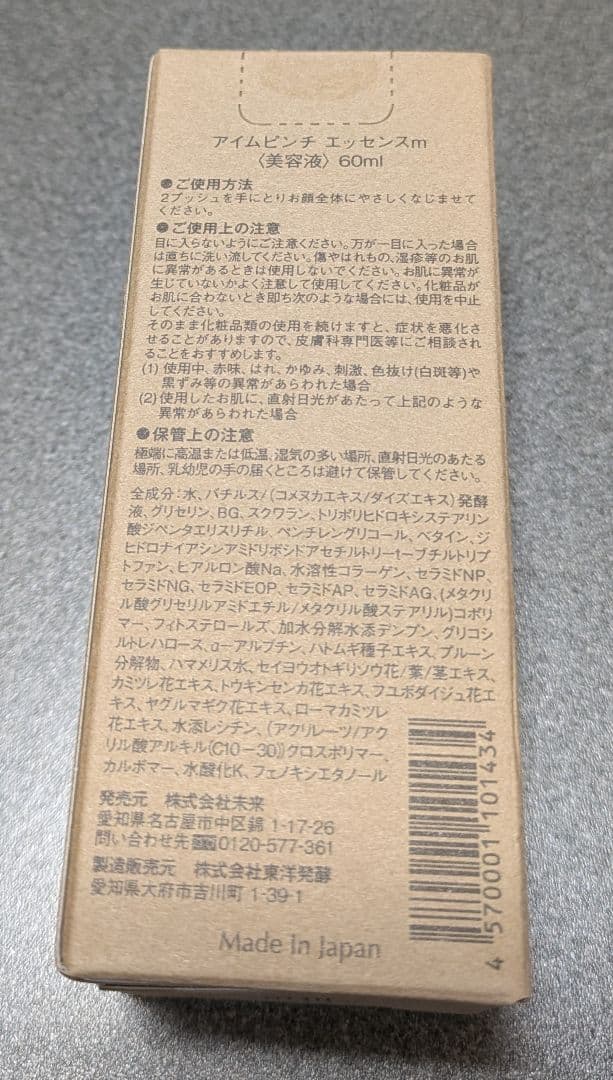 アイムピンチ エッセンスm
〈美容液〉60ml
●ご使用方法
2プッシュを手にとりお顔全体にやさしくなじませて
ください。
●ご使用上の注意
目に入らないようにご注意ください。万が一目に入った場合
は直ちに洗い流してください。傷やはれもの、湿疹等のお肌
に異常があるときは使用しないでください。お肌に異常が
生じていないかよく注意して使用してください。化粧品が
お肌に合わないとき即ち次のような場合には、使用を中止
してください。
そのまま化粧品類の使用を続けますと、症状を悪化さ
せることがありますので、皮膚科専門医等にご相談され
ることをおすすめします。
(1) 使用中、赤味、はれ、かゆみ、刺激、色抜け(白斑等)や
黒ずみ等の異常があらわれた場合
(2) 使用したお肌に、直射日光があたって上記のような
異常があらわれた場合
●保管上の注意
極端に高温または低温、湿気の多い場所、直射日光のあたる
場所、乳幼児の手の届くところは避けて保管してください。
全成分：水、バチルス/（コメヌカエキス/ダイズエキス）発酵
液、グリセリン、BG、スクワラン、トリポリヒドロキシステアリン
酸ジペンタエリスリチル、ペンチレングリコール、ベタイン、ジ
ヒドロナイアシンアミドリボシドアセチルトリーt-ブチルトリプ
トファン、ヒアルロン酸Na、水溶性コラーゲン、セラミドNP、
セラミドNG、セラミドEOP、セラミドAP、セラミドAG、（メタクリ
ル酸グリセリルアミドエチル/メタクリル酸ステアリル）コポリ
マー、フィトステロールズ、加水分解水添デンプン、グリコシ
ルトレハロース、α-アルブチン、ハトムギ種子エキス、プルーン
分解物、ハマメリス水、セイヨウオトギリソウ花/葉/茎エキス、
カミツレ花エキス、トウキンセンカ花エキス、フユボダイジュ花エ
キス、ヤグルマギク花エキス、ローマカミツレ
花エキス、水添レシチン、（アクリレーツ/アク
リル酸アルキル(C10－30)）クロスポリマー、
カルボマー、水酸化K、フェノキシエタノール
発売元 株式会社未来
愛知県名古屋市中区錦 1-17-26
問い合わせ先 0120-577-361
製造販売元 株式会社東洋発酵
愛知県大府市吉川町 1-39-1
Made in Japan
4 570001 101434